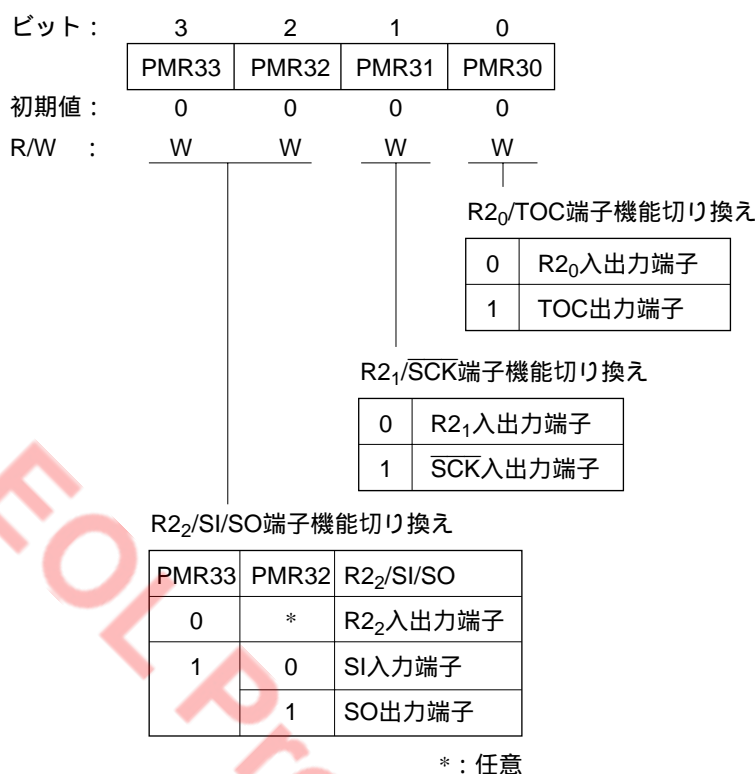 ビット： 3 2 1 0
PMR33 PMR32 PMR31 PMR30
初期値： 0 0 0 0
R/W ： W W W W
R2₀/TOC端子機能切り換え
0 R2₀入出力端子
1 TOC出力端子
R2₁/S̅C̅K̅端子機能切り換え
0 R2₁入出力端子
1 S̅C̅K̅入出力端子
R2₂/SI/SO端子機能切り換え
PMR33 PMR32 R2₂/SI/SO
0 * R2₂入出力端子
1 0 SI入力端子
1 SO出力端子
*：任意
EOL Pro